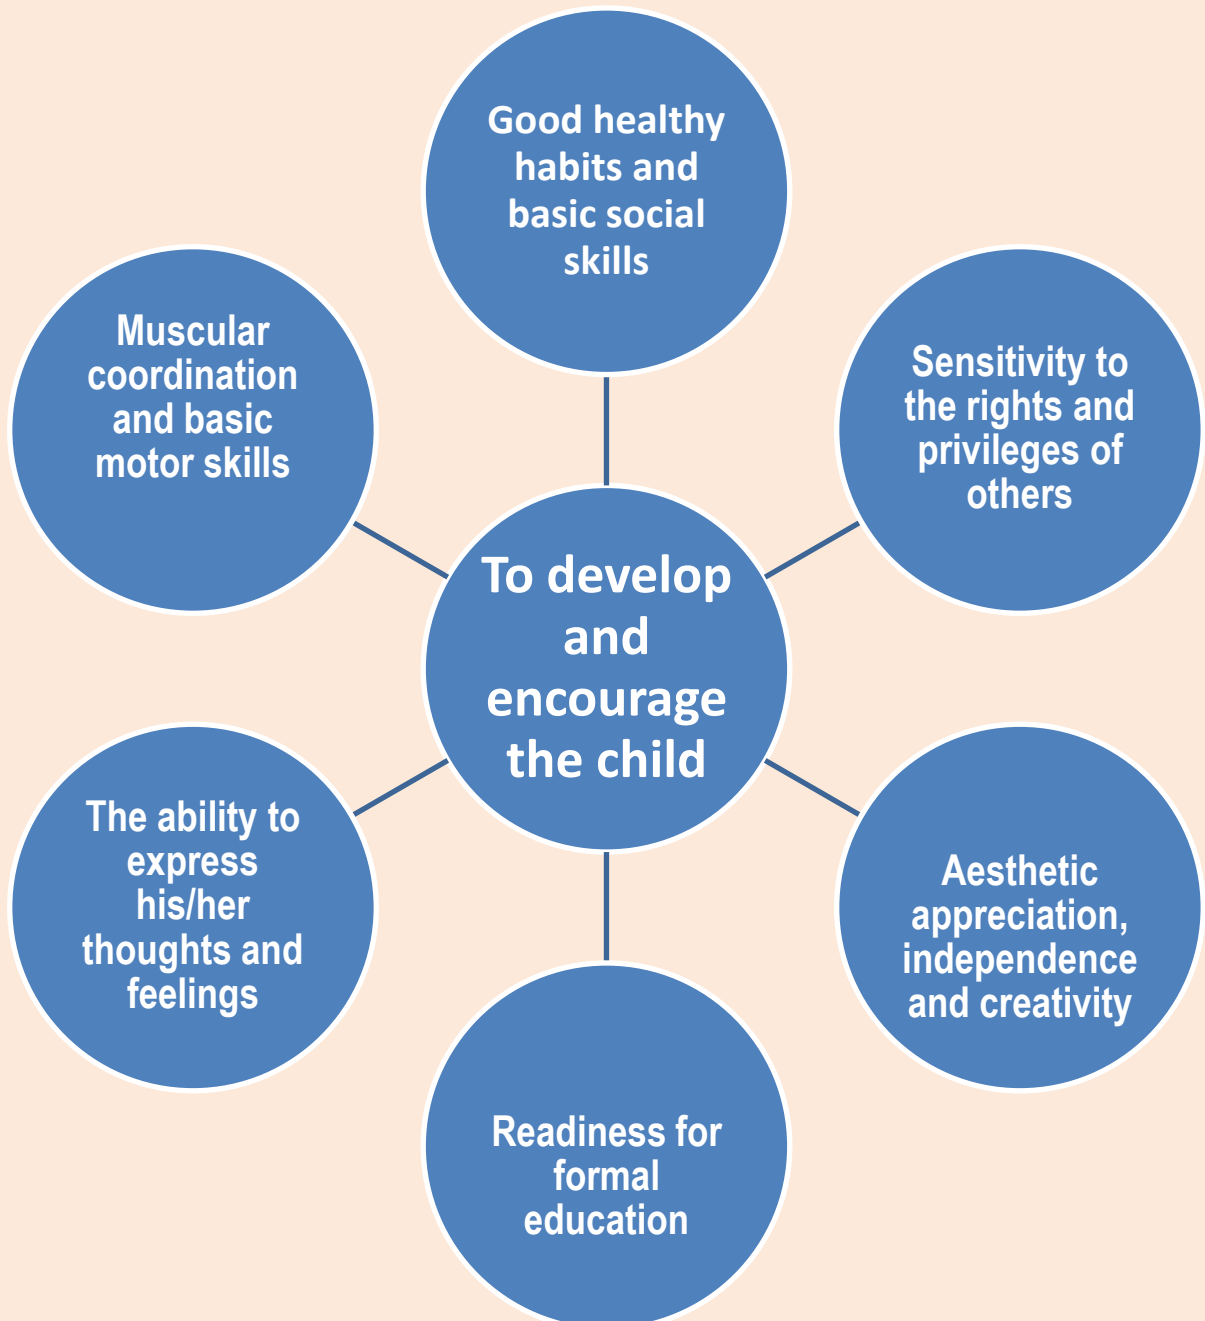 Good healthy
habits and
basic social
skills
Muscular
coordination
and basic
motor skills
Sensitivity to
the rights and
privileges of
others
To develop
and
encourage
the child
The ability to
express
his/her
thoughts and
feelings
Aesthetic
appreciation,
independence
and creativity
Readiness for
formal
education